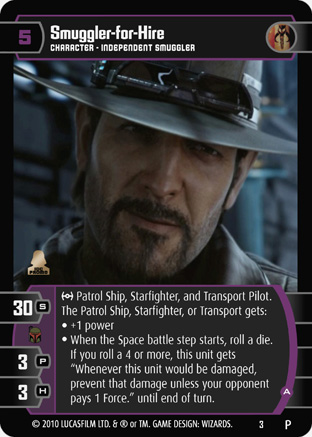 5
Smuggler-for-Hire
CHARACTER • INDEPENDENT SMUGGLER
30 S
3 P
3 H
Patrol Ship, Starfighter, and Transport Pilot.
The Patrol Ship, Starfighter, or Transport gets:
• +1 power
• When the Space battle step starts, roll a die.
If you roll a 4 or more, this unit gets
"Whenever this unit would be damaged,
prevent that damage unless your opponent
pays 1 Force." until end of turn.
A
© 2010 LUCASFILM LTD. & ® or TM. GAME DESIGN: WIZARDS.
3
P